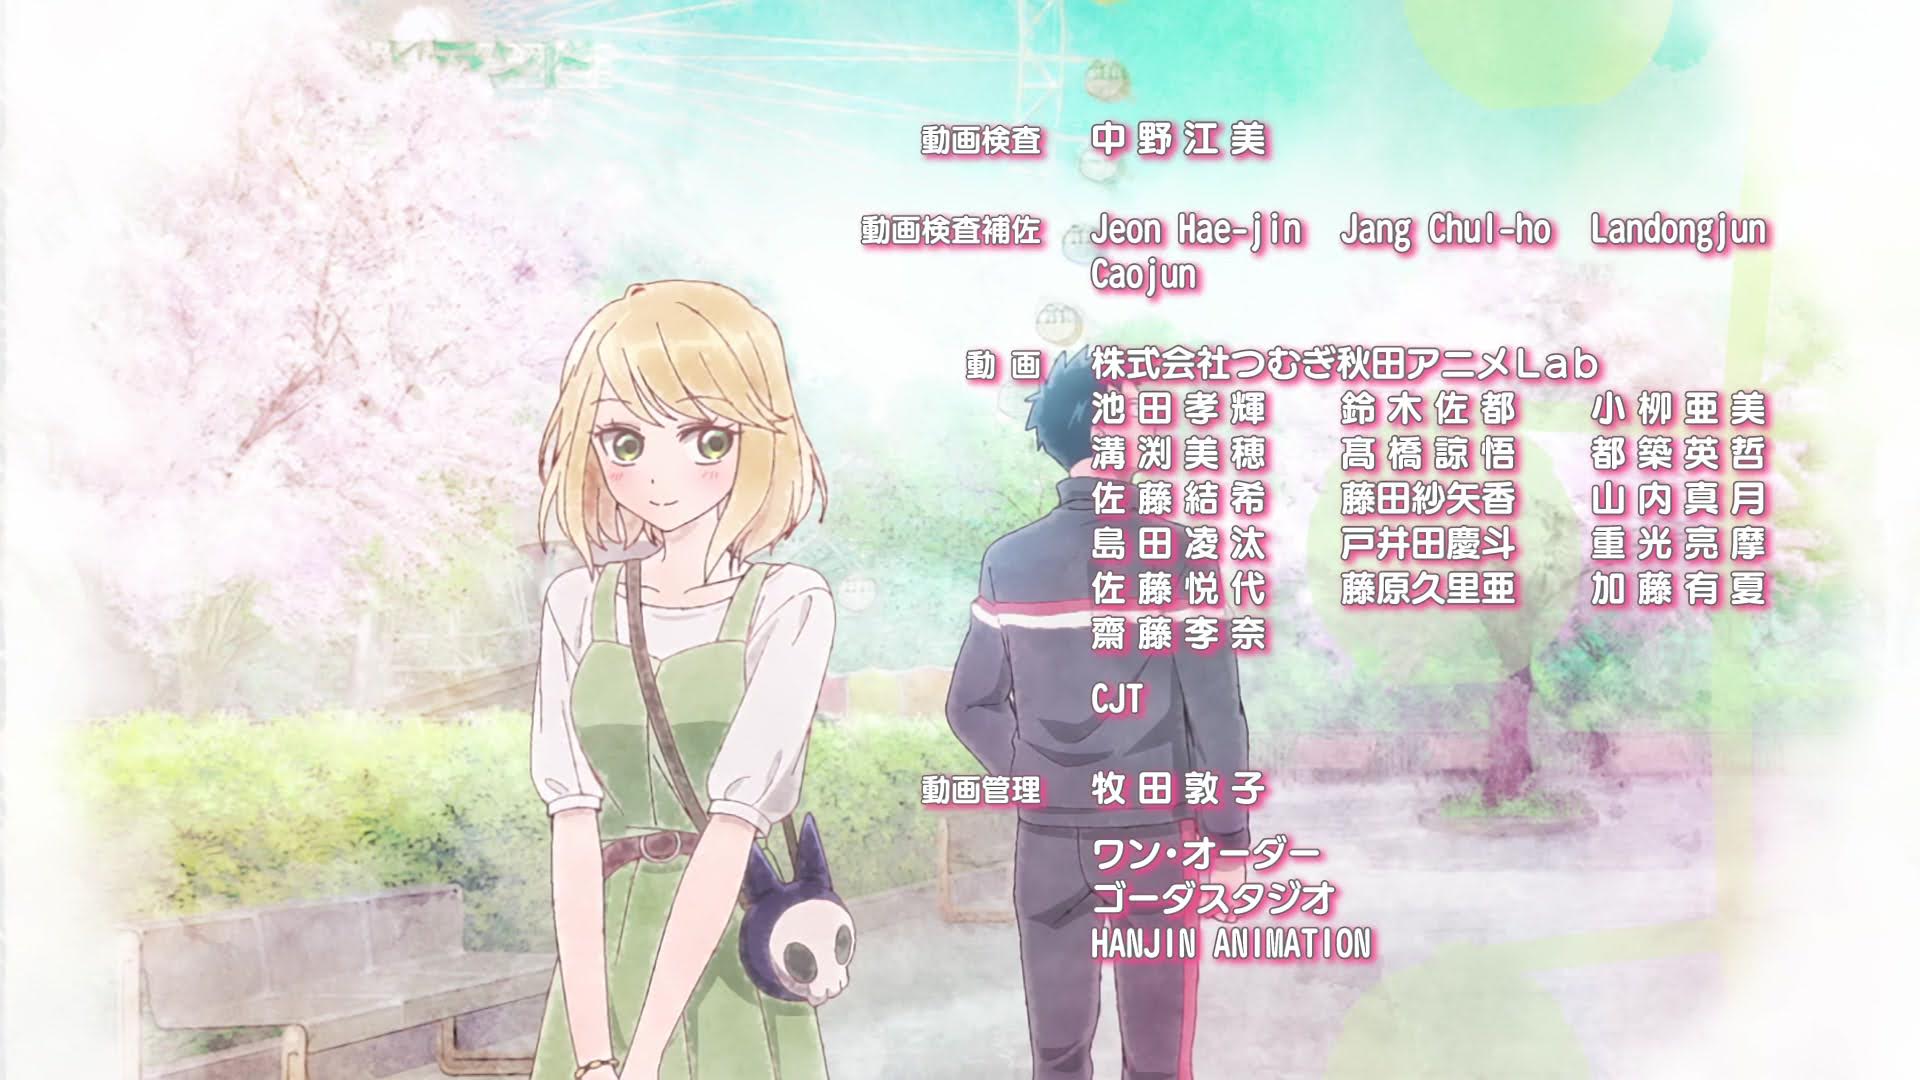 動画検査 中野江美
動画検査補佐 Jeon Hae-jin Jang Chul-ho Landongjun
Caojun
動画 株式会社つむぎ秋田アニメLab
池田孝輝 鈴木佐都 小栁亜美
溝渕美穂 髙橋諒悟 都築英哲
佐藤結希 藤田紗矢香 山内真月
島田凌汰 戸井田慶斗 重光亮摩
佐藤悦代 藤原久里亜 加藤有夏
齋藤李奈
CJT
動画管理 牧田敦子
ワン・オーダー
ゴーダスタジオ
HANJIN ANIMATION